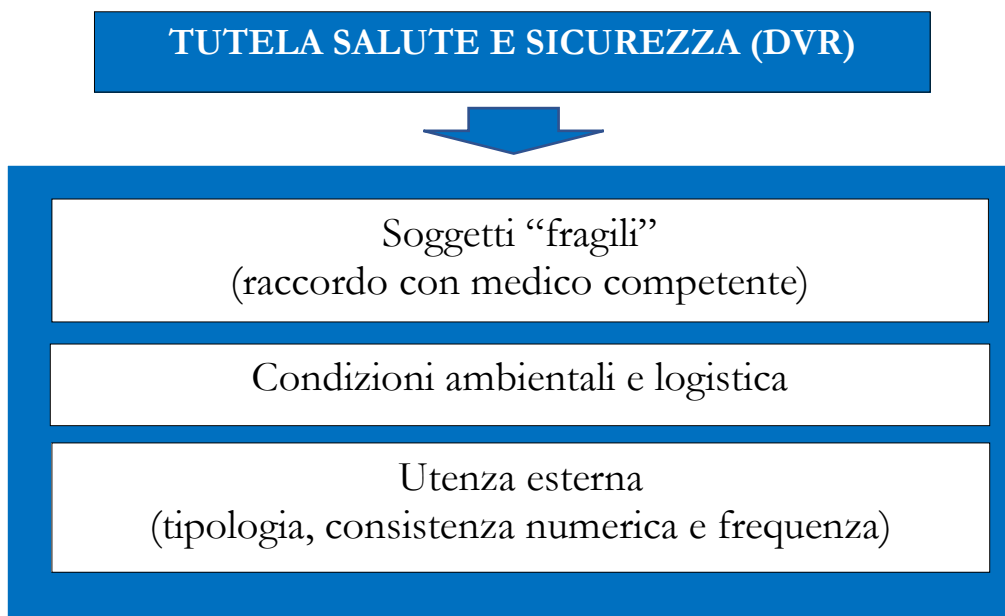 TUTELA SALUTE E SICUREZZA (DVR)
Soggetti “fragili”
(raccordo con medico competente)
Condizioni ambientali e logistica
Utenza esterna
(tipologia, consistenza numerica e frequenza)